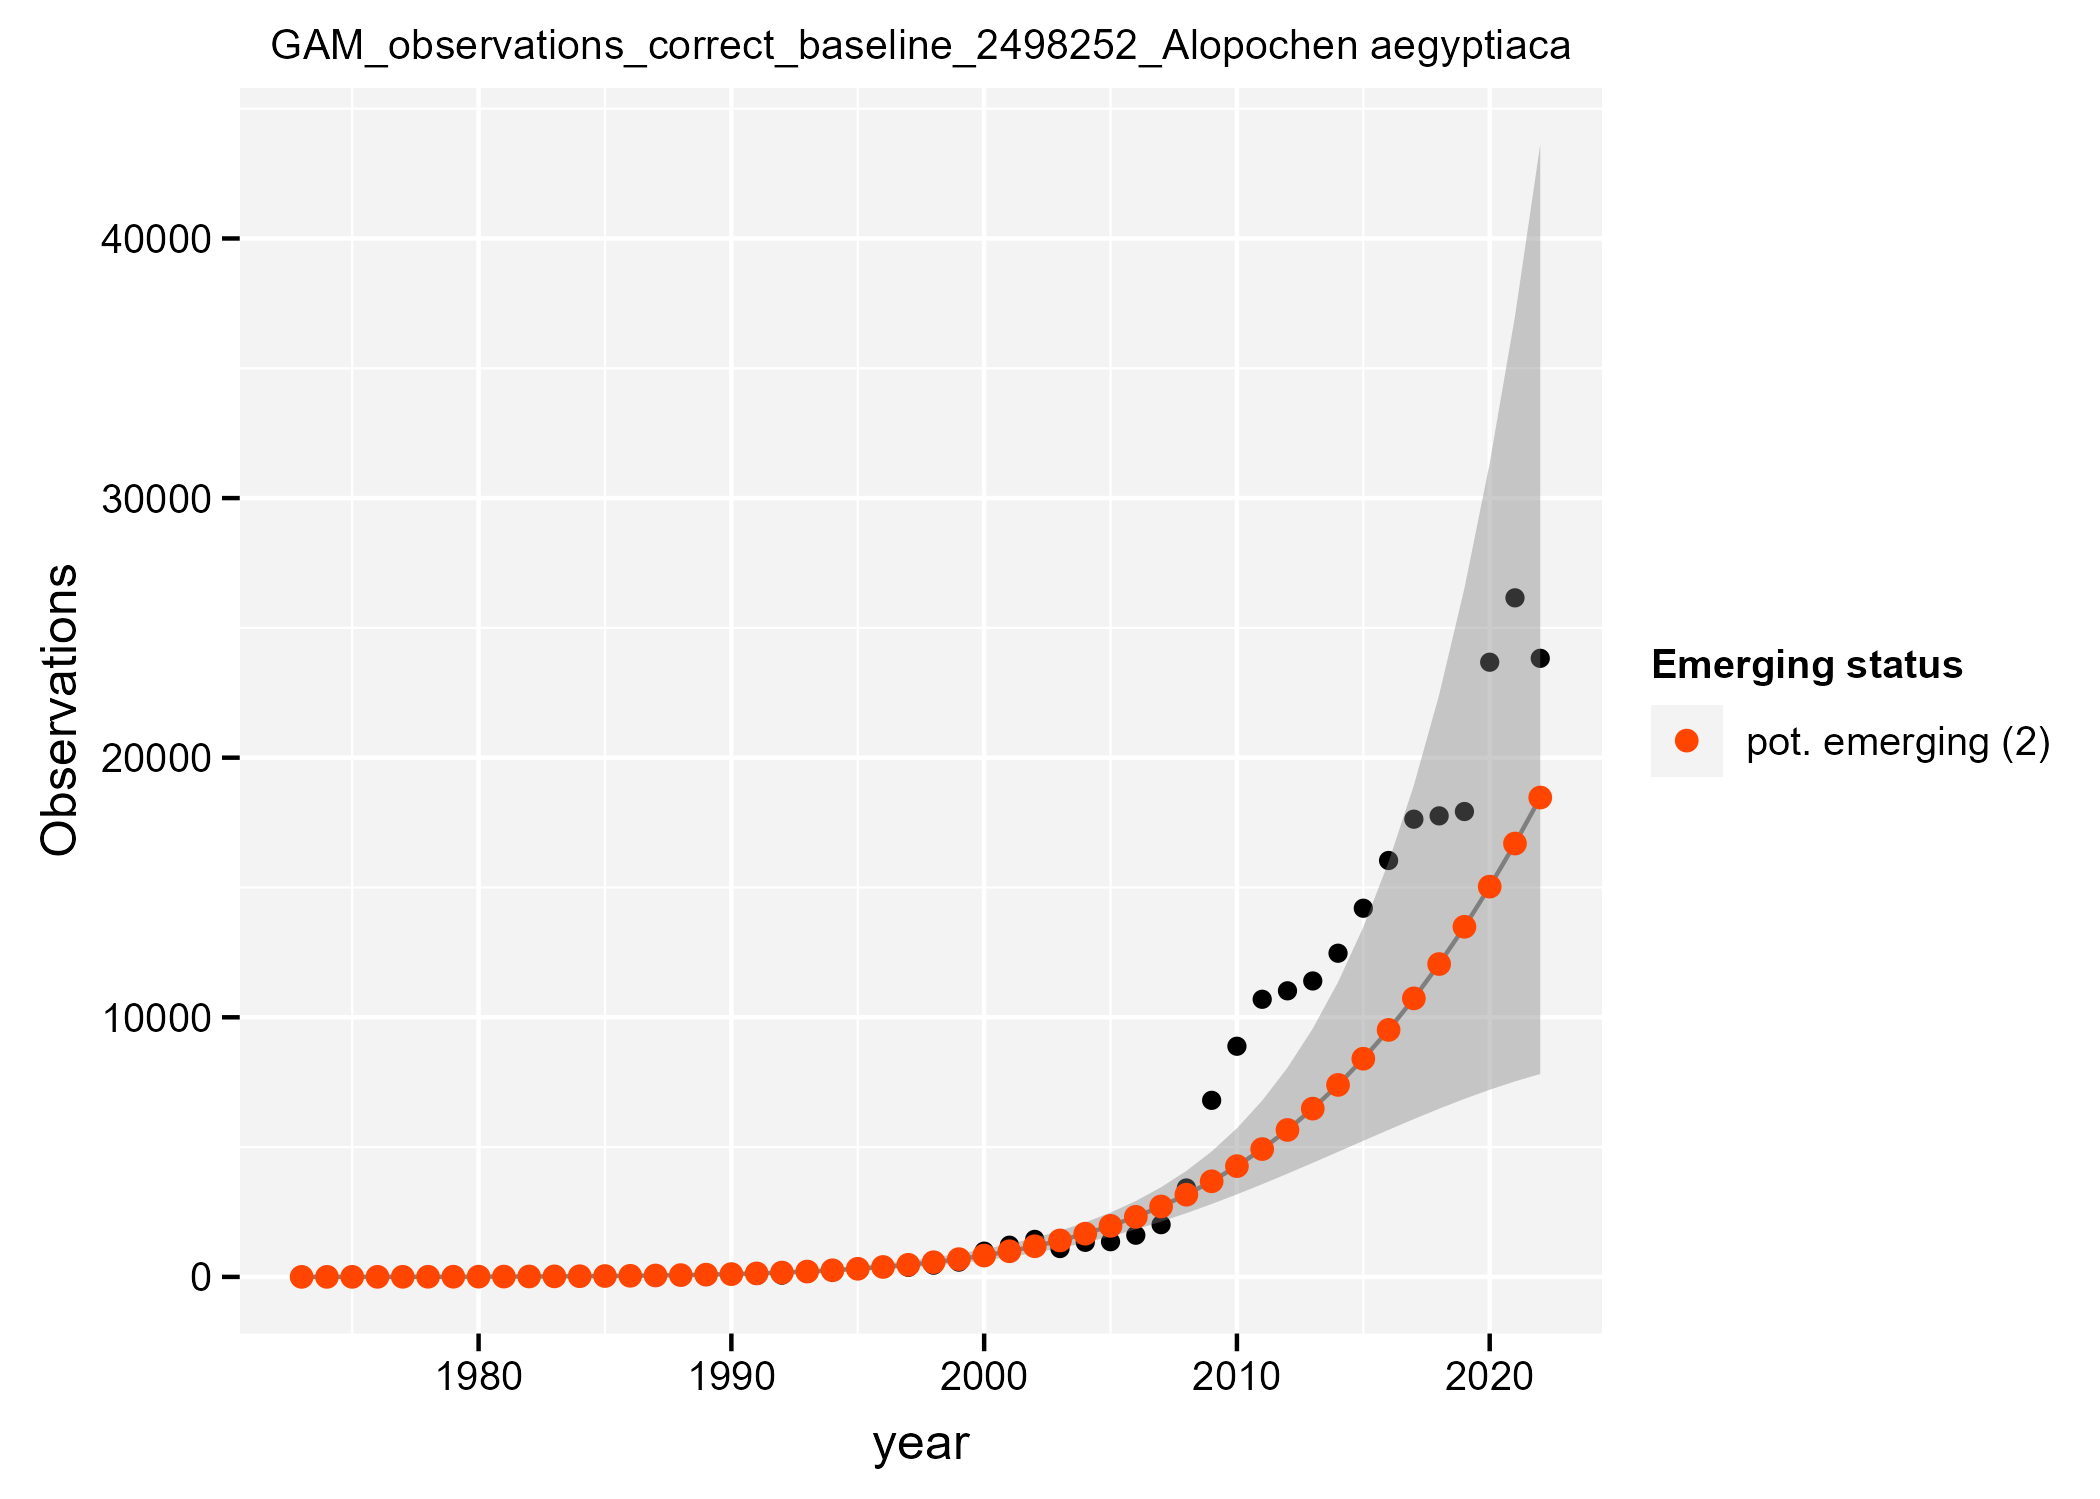 GAM_observations_correct_baseline_2498252_Alopochen aegyptiaca
Observations
40000
30000
20000
10000
0
1980 1990 2000 2010 2020
year
Emerging status
pot. emerging (2)